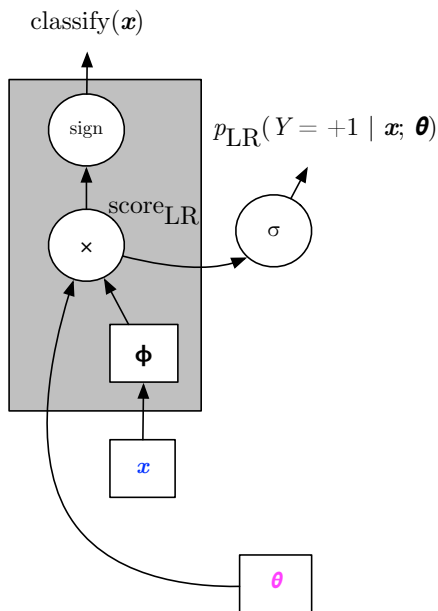 classify(𝒙)
sign
p_LR(Y = +1 | 𝒙; 𝜽)
score_LR
×
σ
ϕ
𝒙
𝜽